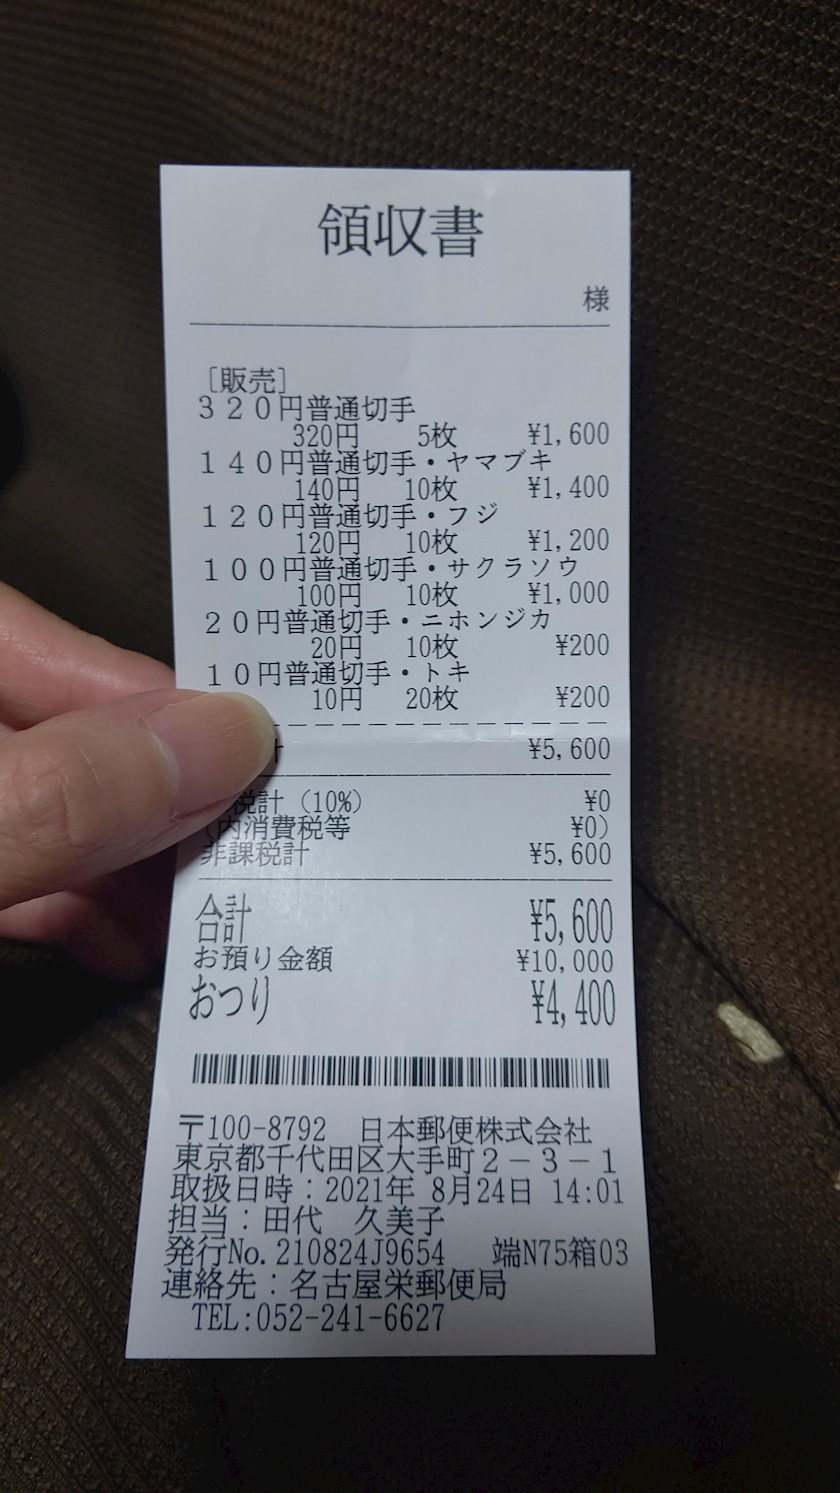 領収書
様
[販売]
３２０円普通切手
320円 5枚 ¥1,600
１４０円普通切手・ヤマブキ
140円 10枚 ¥1,400
１２０円普通切手・フジ
120円 10枚 ¥1,200
１００円普通切手・サクラソウ
100円 10枚 ¥1,000
２０円普通切手・ニホンジカ
20円 10枚 ¥200
１０円普通切手・トキ
10円 20枚 ¥200
計 ¥5,600
税計(10%) ¥0
(内消費税等 ¥0)
非課税計 ¥5,600
合計 ¥5,600
お預り金額 ¥10,000
おつり ¥4,400
〒100-8792 日本郵便株式会社
東京都千代田区大手町２－３－１
取扱日時：2021年 8月24日 14:01
担当：田代 久美子
発行No.210824J9654 端N75箱03
連絡先：名古屋栄郵便局
TEL:052-241-6627